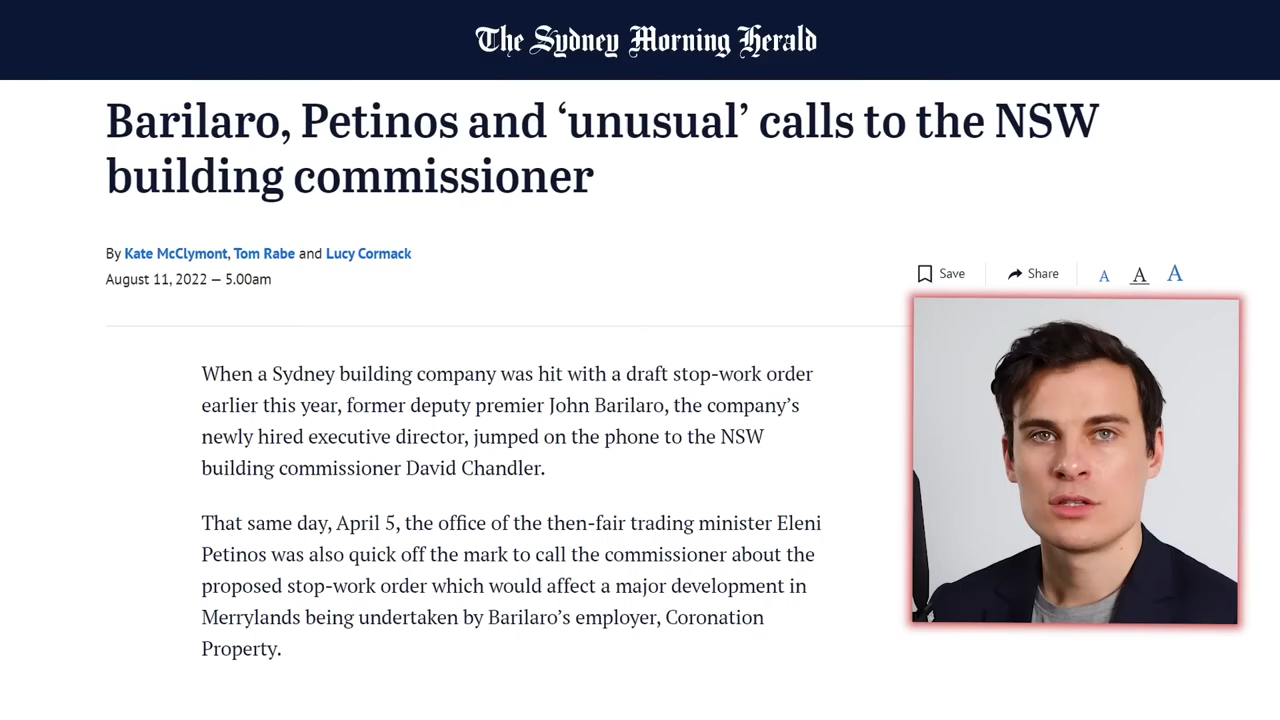 The Sydney Morning Herald
Barilaro, Petinos and ‘unusual’ calls to the NSW
building commissioner
By Kate McClymont, Tom Rabe and Lucy Cormack
August 11, 2022 — 5.00am
Save
Share
A A A
When a Sydney building company was hit with a draft stop-work order
earlier this year, former deputy premier John Barilaro, the company’s
newly hired executive director, jumped on the phone to the NSW
building commissioner David Chandler.
That same day, April 5, the office of the then-fair trading minister Eleni
Petinos was also quick off the mark to call the commissioner about the
proposed stop-work order which would affect a major development in
Merrylands being undertaken by Barilaro’s employer, Coronation
Property.